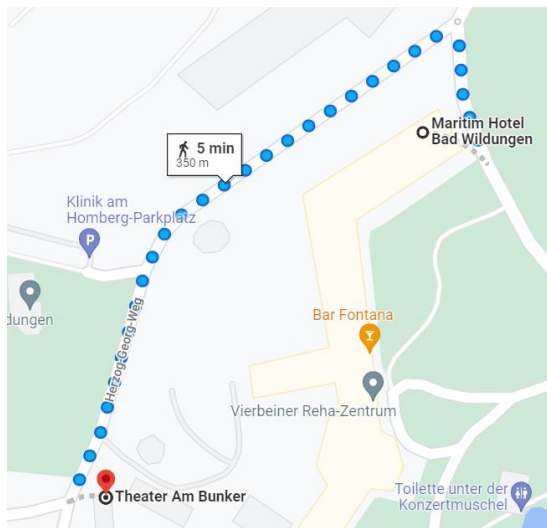 Maritim Hotel
Bad Wildungen
5 min
350 m
Klinik am
Homberg-Parkplatz
P
dungen
Herzog-Georg-Weg
Bar Fontana
Vierbeiner Reha-Zentrum
Theater Am Bunker
Toilette unter der
Konzertmuschel